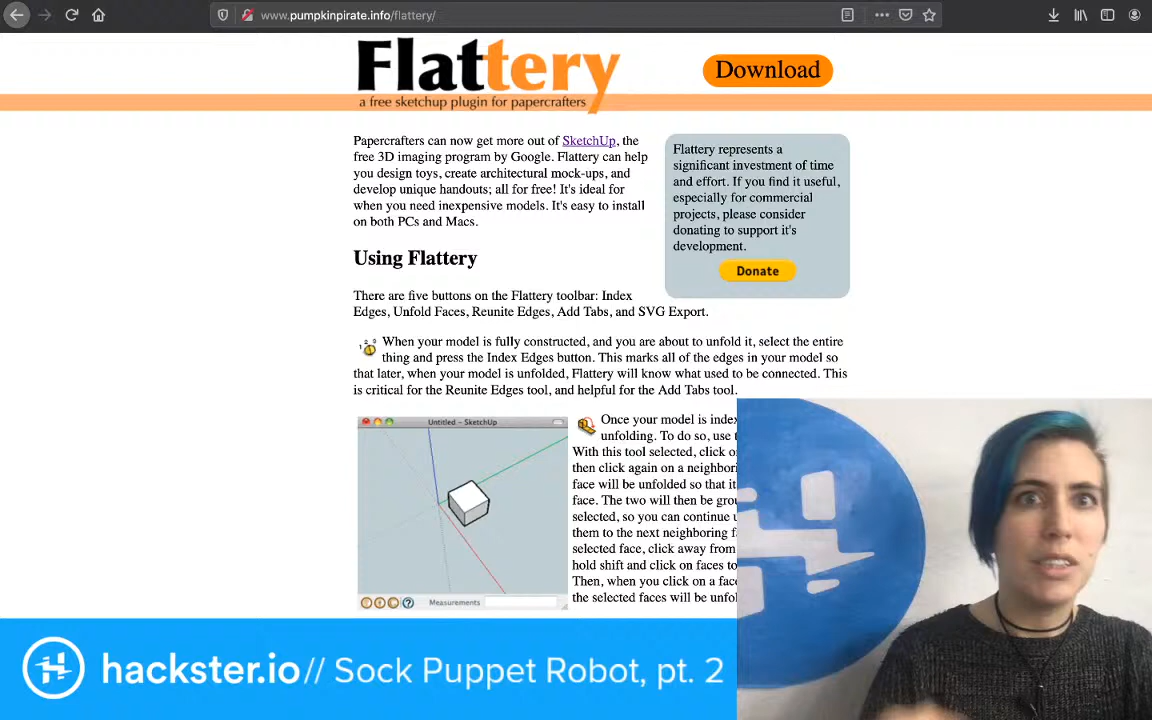 www.pumpkinpirate.info/flattery/
Flattery
a free sketchup plugin for papercrafters
Download
Papercrafters can now get more out of SketchUp, the
free 3D imaging program by Google. Flattery can help
you design toys, create architectural mock-ups, and
develop unique handouts; all for free! It's ideal for
when you need inexpensive models. It's easy to install
on both PCs and Macs.
Flattery represents a
significant investment of time
and effort. If you find it useful,
especially for commercial
projects, please consider
donating to support it's
development.
Donate
Using Flattery
There are five buttons on the Flattery toolbar: Index
Edges, Unfold Faces, Reunite Edges, Add Tabs, and SVG Export.
When your model is fully constructed, and you are about to unfold it, select the entire
thing and press the Index Edges button. This marks all of the edges in your model so
that later, when your model is unfolded, Flattery will know what used to be connected. This
is critical for the Reunite Edges tool, and helpful for the Add Tabs tool.
Untitled – SketchUp
Measurements
Once your model is index
unfolding. To do so, use
With this tool selected, click
then click again on a
face will be unfolded so that it
face. The two will then be
selected, so you can continue
them to the next neighboring
selected face, click away from
hold shift and click on faces to
Then, when you click on a
the selected faces will be
hackster.io // Sock Puppet Robot, pt. 2